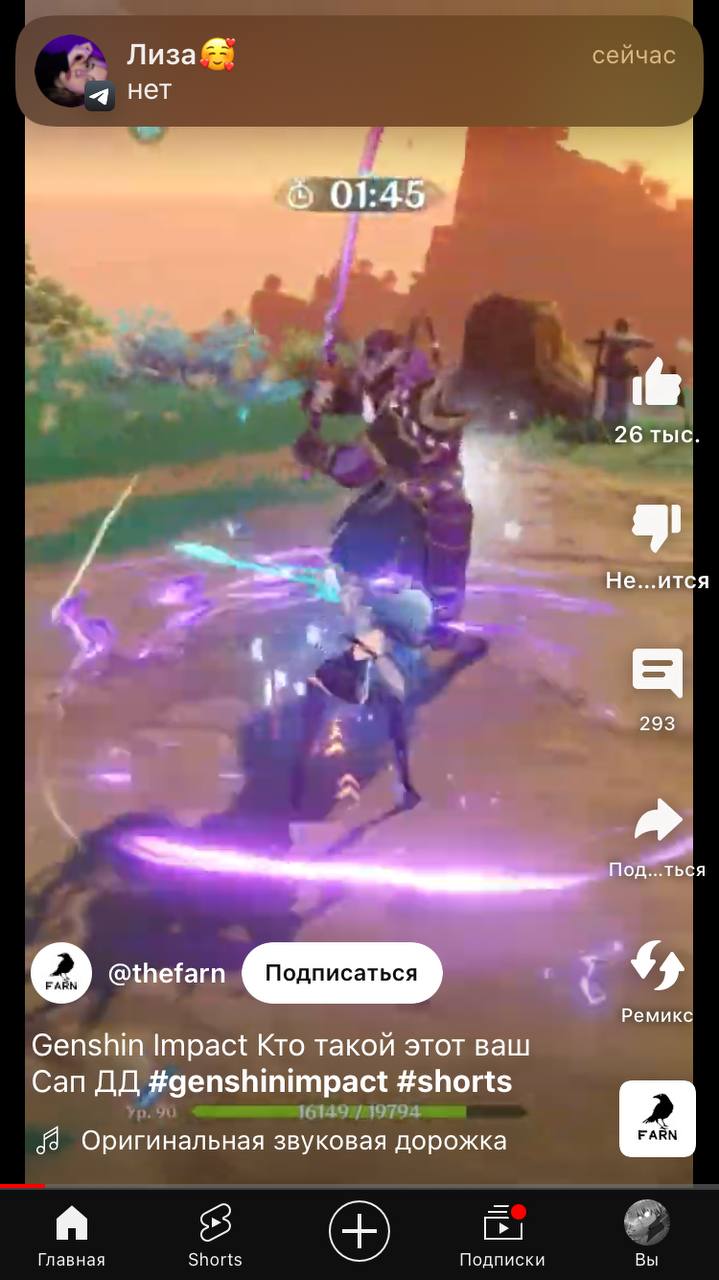 Лиза🥰
сейчас
нет
01:45
26 тыс.
Не...ится
293
Под...ться
FARN
@thefarn
Подписаться
Ремикс
Genshin Impact Кто такой этот ваш
Сап ДД #genshinimpact #shorts
Ур. 90
16149 / 19794
FARN
Оригинальная звуковая дорожка
Главная
Shorts
Подписки
Вы